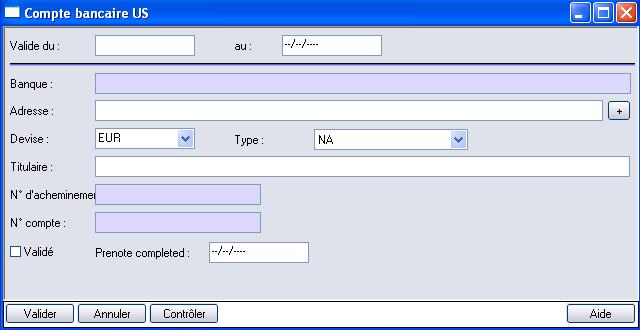 Compte bancaire US
Valide du : au : --/--/----
Banque :
Adresse : +
Devise : EUR Type : NA
Titulaire :
N° d'acheminemen
N° compte :
Validé Prenote completed : --/--/----
Valider Annuler Contrôler Aide